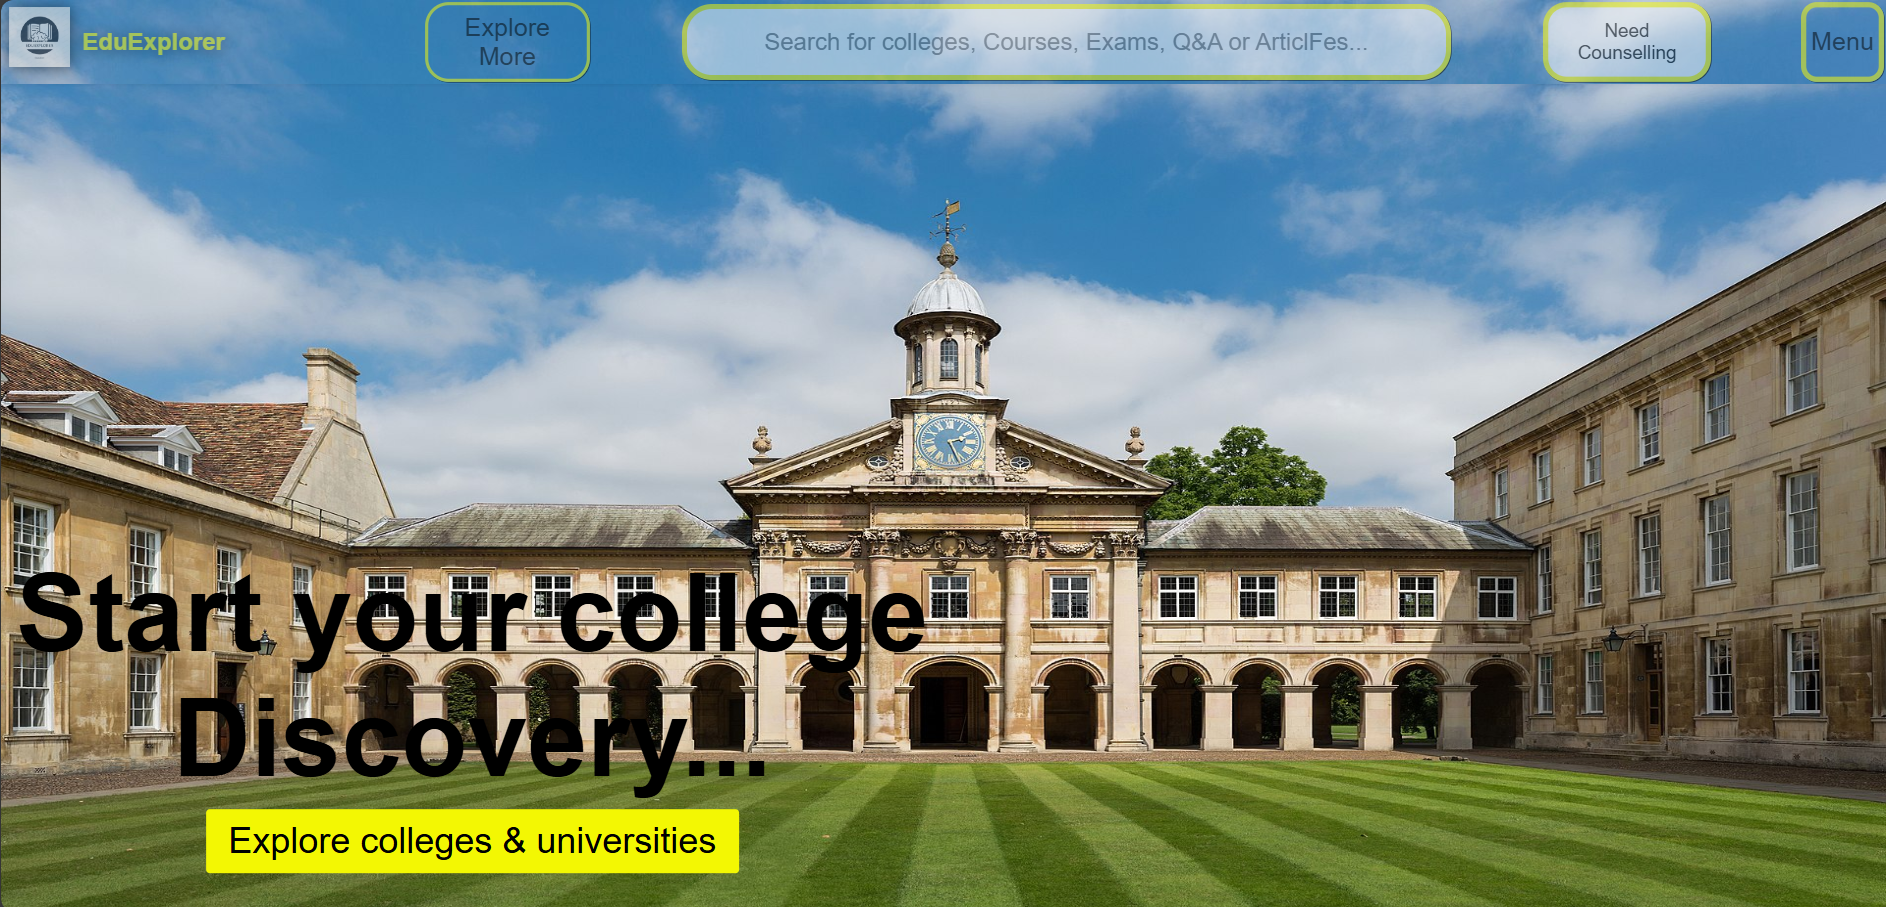 EduExplorer
Explore
More
Search for colleges, Courses, Exams, Q&A or ArticlFes...
Need
Counselling
Menu
Start your college
Discovery...
Explore colleges & universities